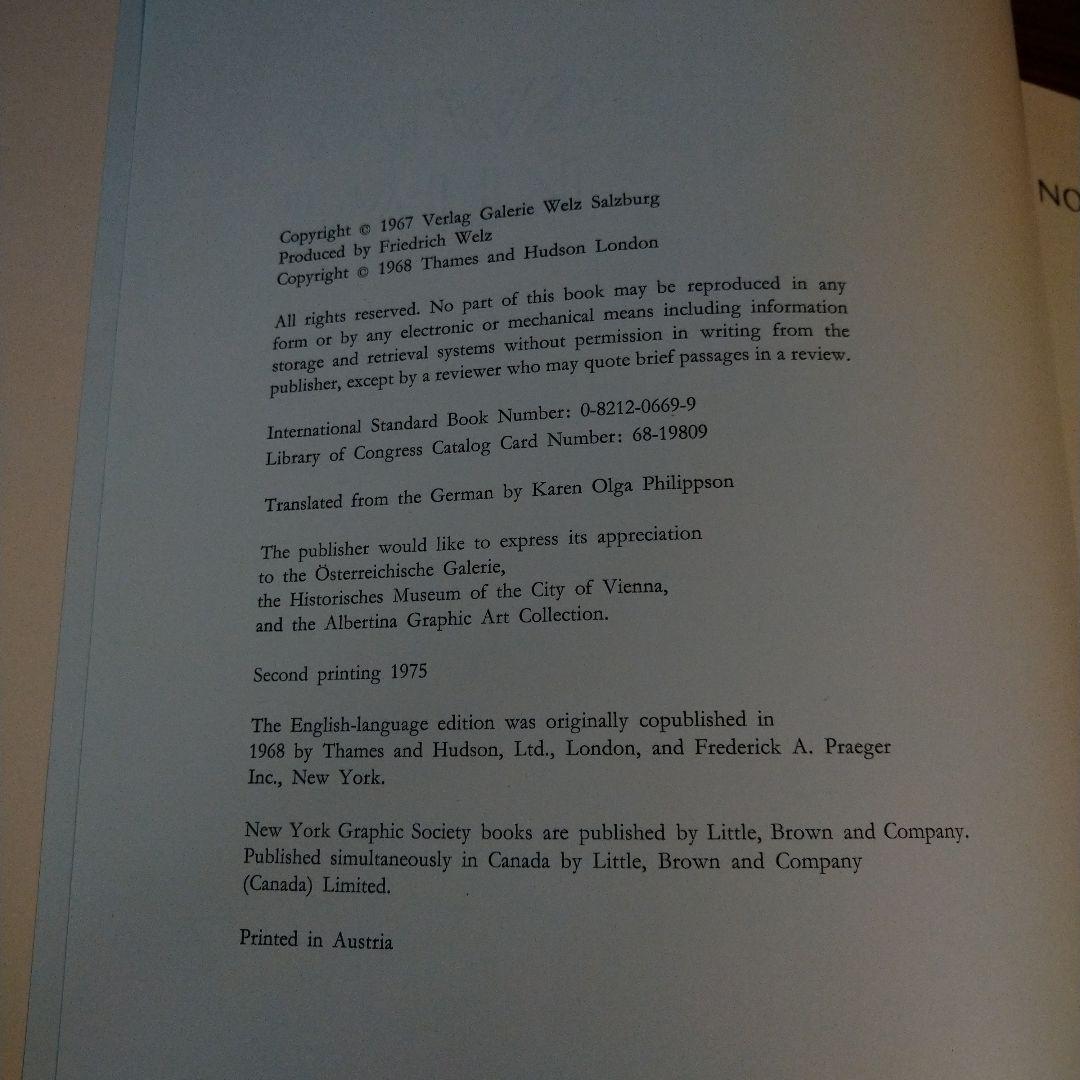 Copyright © 1967 Verlag Galerie Welz Salzburg
Produced by Friedrich Welz
Copyright © 1968 Thames and Hudson London
All rights reserved. No part of this book may be reproduced in any
form or by any electronic or mechanical means including information
storage and retrieval systems without permission in writing from the
publisher, except by a reviewer who may quote brief passages in a review.
International Standard Book Number: 0-8212-0669-9
Library of Congress Catalog Card Number: 68-19809
Translated from the German by Karen Olga Philippson
The publisher would like to express its appreciation
to the Österreichische Galerie,
the Historisches Museum of the City of Vienna,
and the Albertina Graphic Art Collection.
Second printing 1975
The English-language edition was originally copublished in
1968 by Thames and Hudson, Ltd., London, and Frederick A. Praeger
Inc., New York.
New York Graphic Society books are published by Little, Brown and Company.
Published simultaneously in Canada by Little, Brown and Company
(Canada) Limited.
Printed in Austria